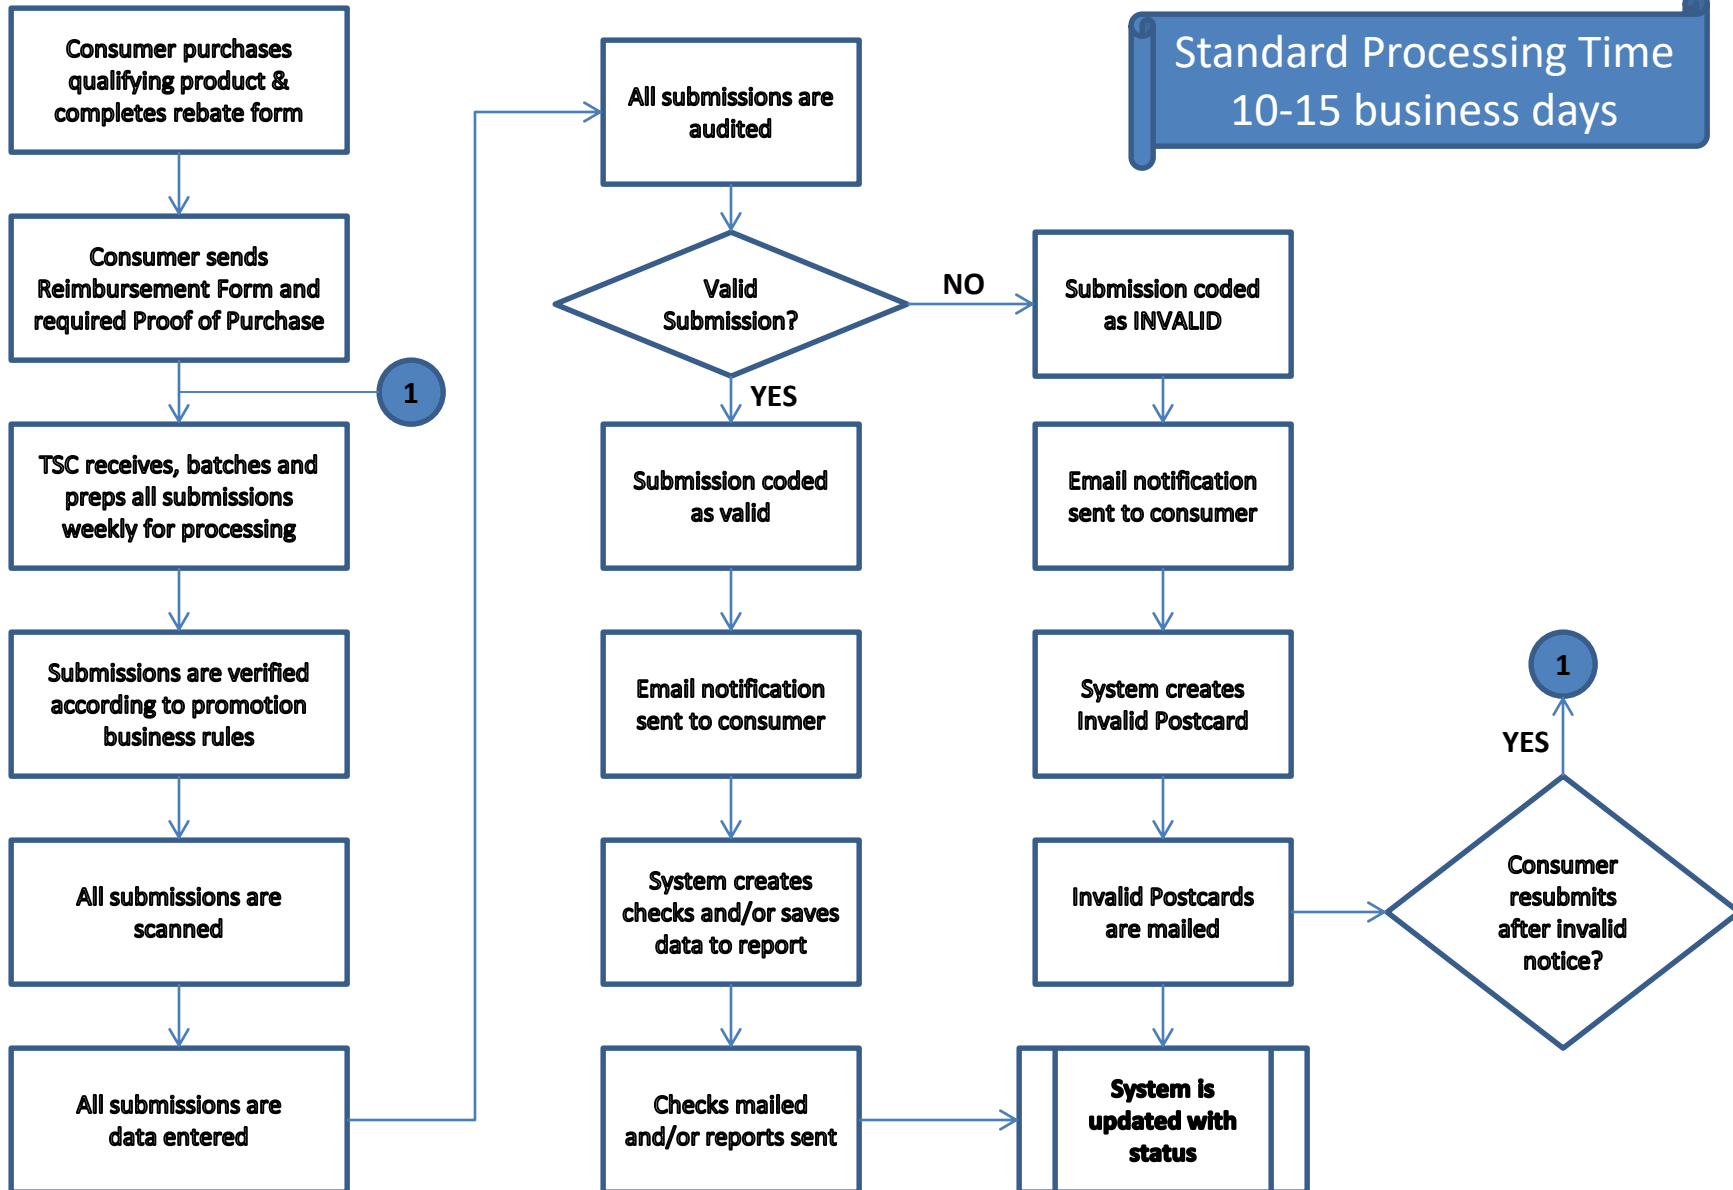 Consumer purchases
qualifying product &
completes rebate form
Consumer sends
Reimbursement Form and
required Proof of Purchase
1
TSC receives, batches and
preps all submissions
weekly for processing
Submissions are verified
according to promotion
business rules
All submissions are
scanned
All submissions are
data entered
All submissions are
audited
Valid
Submission?
NO
YES
Submission coded
as valid
Email notification
sent to consumer
System creates
checks and/or saves
data to report
Checks mailed
and/or reports sent
Standard Processing Time
10-15 business days
Submission coded
as INVALID
Email notification
sent to consumer
System creates
Invalid Postcard
Invalid Postcards
are mailed
System is
updated with
status
1
YES
Consumer
resubmits
after invalid
notice?